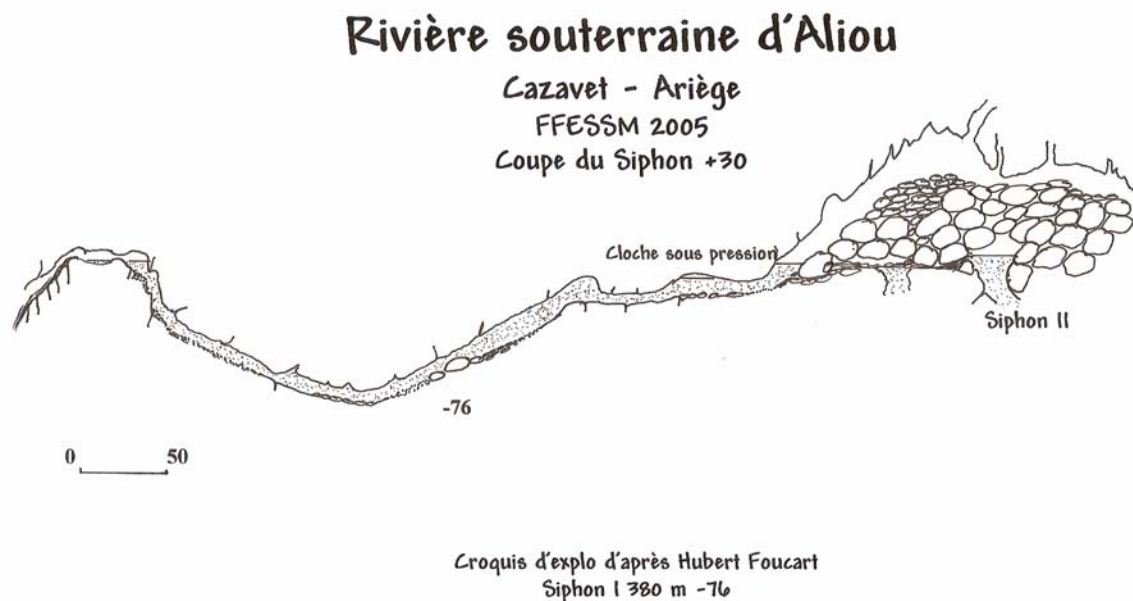 Rivière souterraine d'Aliou
Cazavet - Ariège
FFESSM 2005
Coupe du Siphon +30
Cloche sous pression
Siphon II
-76
0 50
Croquis d'explo d'après Hubert Foucart
Siphon I 380 m -76